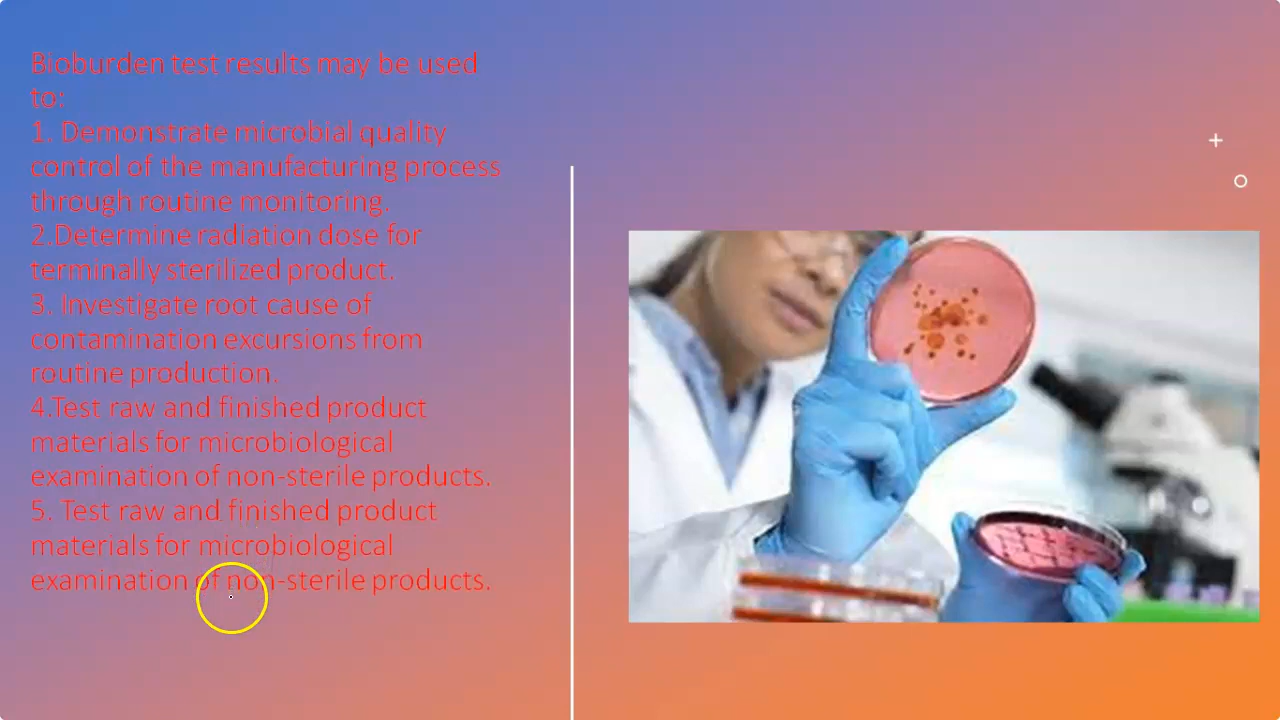 Bioburden test results may be used
to:
1. Demonstrate microbial quality
control of the manufacturing process
through routine monitoring.
2.Determine radiation dose for
terminally sterilized product.
3. Investigate root cause of
contamination excursions from
routine production.
4.Test raw and finished product
materials for microbiological
examination of non-sterile products.
5. Test raw and finished product
materials for microbiological
examination of non-sterile products.